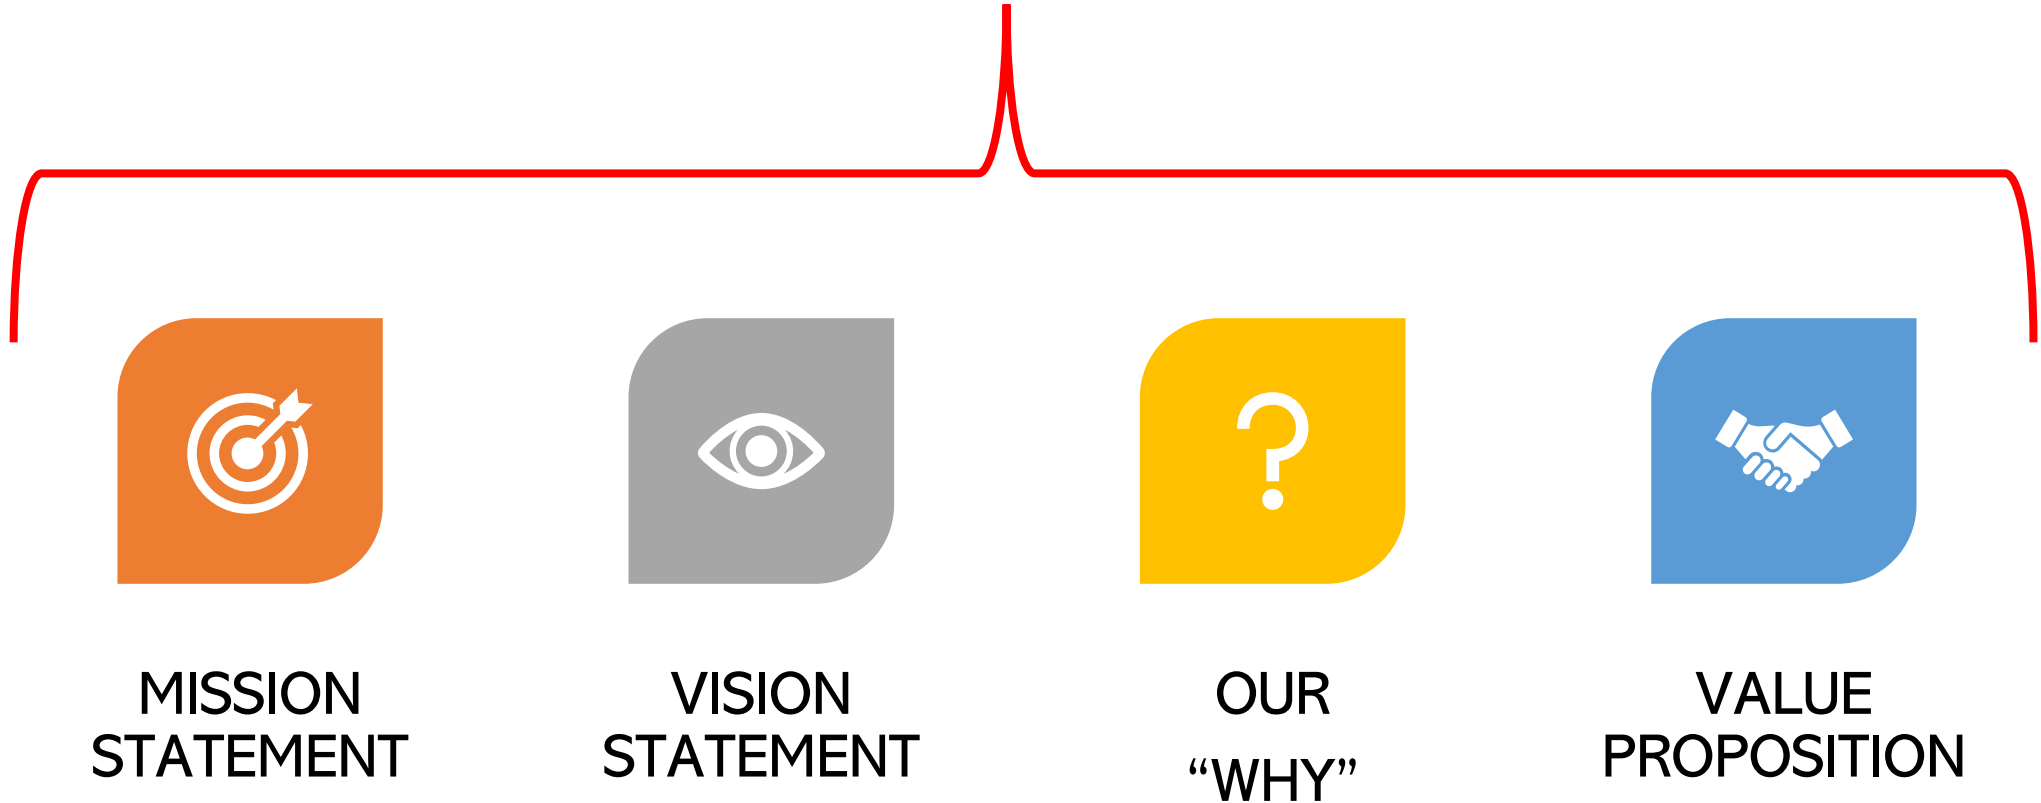 MISSION
STATEMENT
VISION
STATEMENT
OUR
“WHY”
VALUE
PROPOSITION